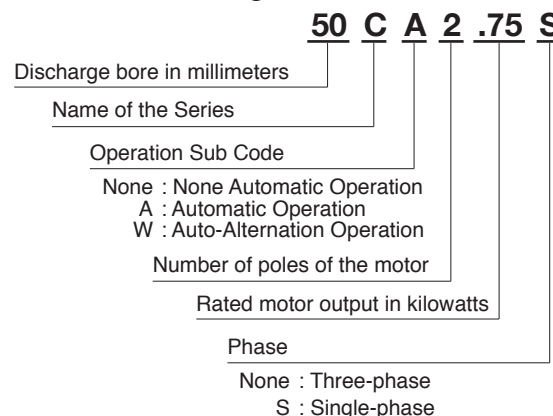 50 C A 2 .75 S
Discharge bore in millimeters
Name of the Series
Operation Sub Code
None : None Automatic Operation
A : Automatic Operation
W : Auto-Alternation Operation
Number of poles of the motor
Rated motor output in kilowatts
Phase
None : Three-phase
S : Single-phase